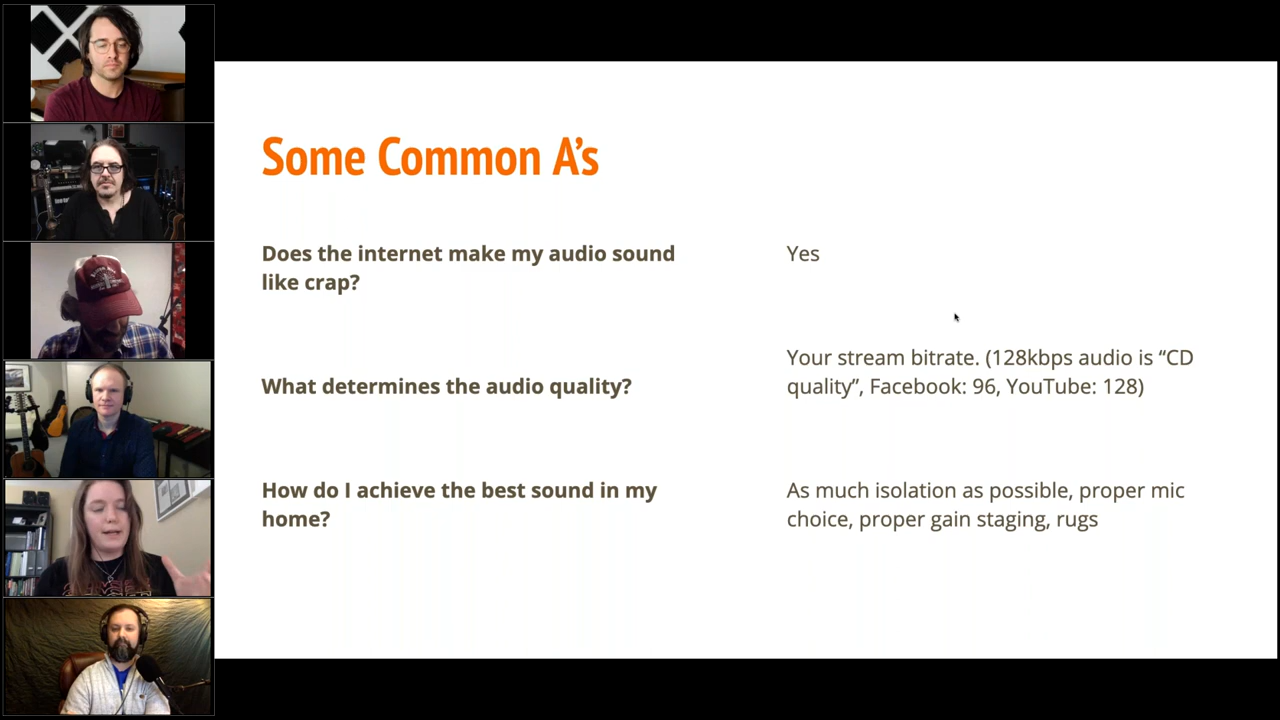 Some Common A’s
Does the internet make my audio sound
like crap?
Yes
What determines the audio quality?
Your stream bitrate. (128kbps audio is “CD
quality”, Facebook: 96, YouTube: 128)
How do I achieve the best sound in my
home?
As much isolation as possible, proper mic
choice, proper gain staging, rugs